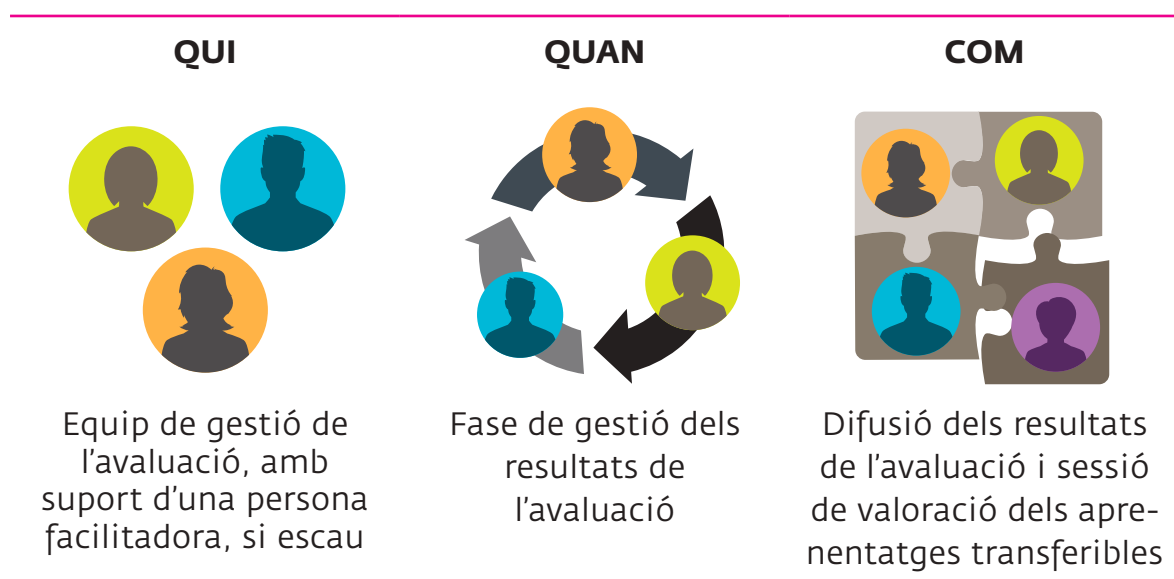 QUI
Equip de gestió de
l'avaluació, amb
suport d'una persona
facilitadora, si escau
QUAN
Fase de gestió dels
resultats de
l'avaluació
COM
Difusió dels resultats
de l'avaluació i sessió
de valoració dels apre-
nentatges transferibles